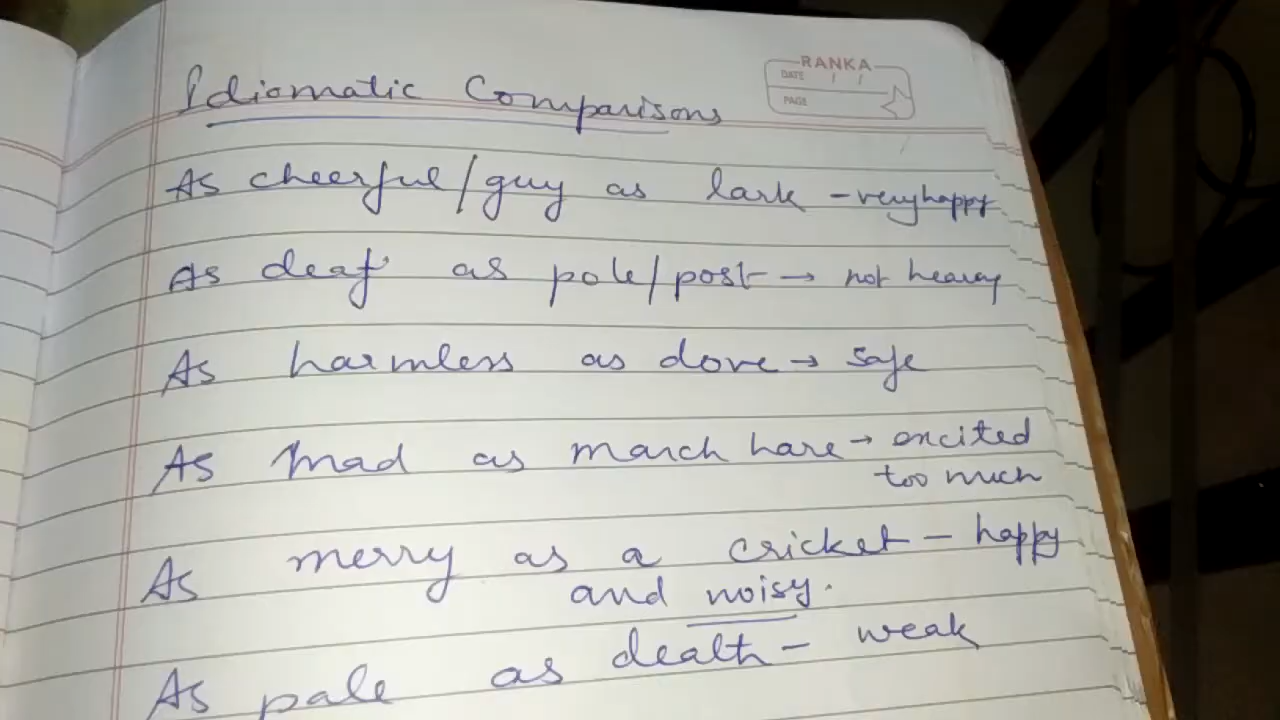 RANKA
DATE / /
PAGE
Idiomatic Comparisons
As cheerful/guy as lark - very happy
As deaf as pole/post → not hearing
As harmless as dove → safe
As mad as march hare → encited
too much
As merry as a cricket - happy
and noisy.
As pale as death - weak